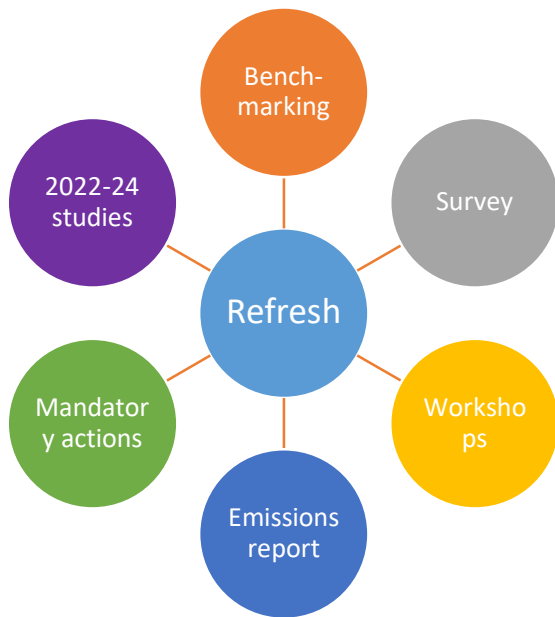 Bench-
marking
2022-24
studies
Survey
Refresh
Mandator
y actions
Worksho
ps
Emissions
report